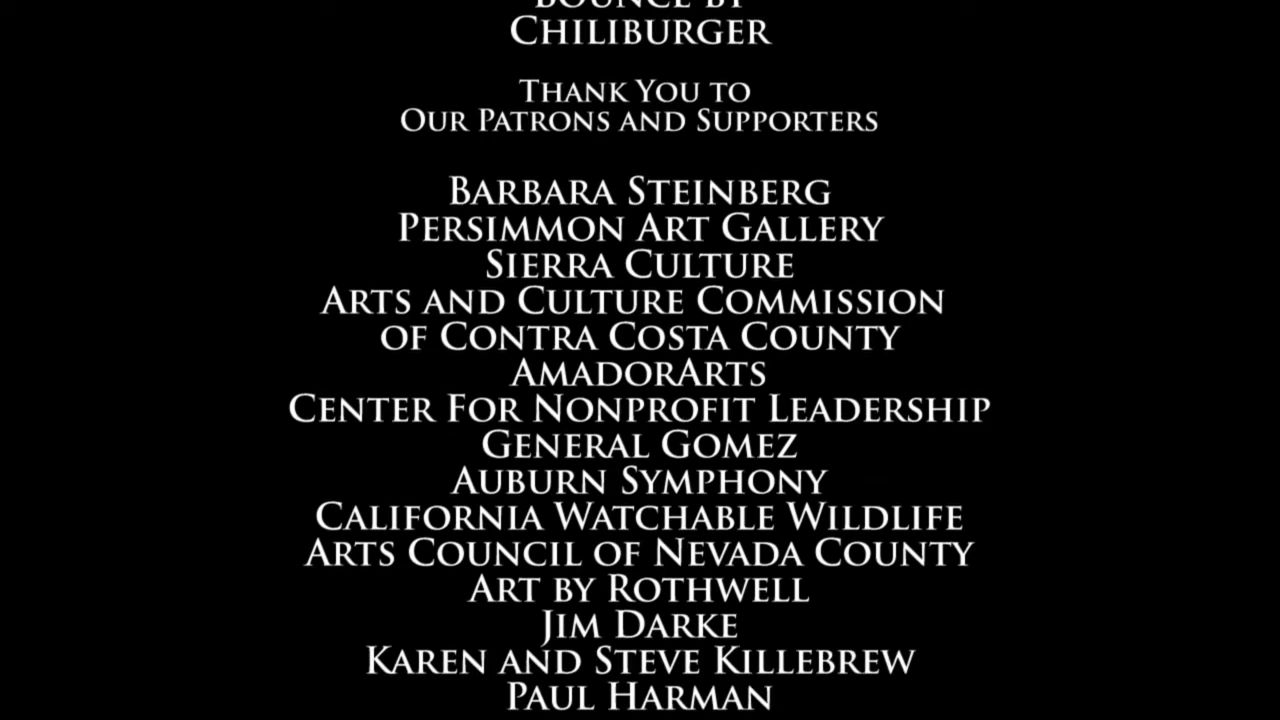 BOUNCE BY
CHILIBURGER
THANK YOU TO
OUR PATRONS AND SUPPORTERS
BARBARA STEINBERG
PERSIMMON ART GALLERY
SIERRA CULTURE
ARTS AND CULTURE COMMISSION
OF CONTRA COSTA COUNTY
AMADORARTS
CENTER FOR NONPROFIT LEADERSHIP
GENERAL GOMEZ
AUBURN SYMPHONY
CALIFORNIA WATCHABLE WILDLIFE
ARTS COUNCIL OF NEVADA COUNTY
ART BY ROTHWELL
JIM DARKE
KAREN AND STEVE KILLEBREW
PAUL HARMAN